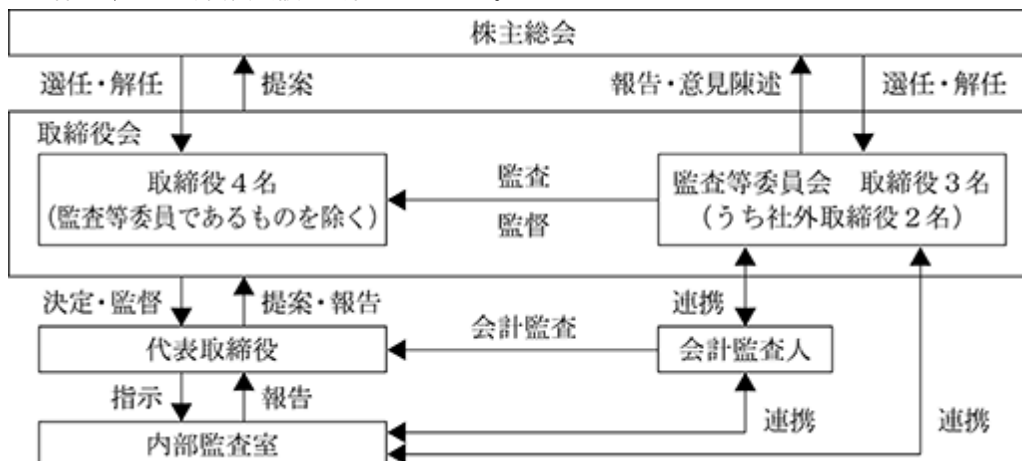 株主総会
選任・解任
提案
報告・意見陳述
選任・解任
取締役会
取締役４名
（監査等委員であるものを除く）
監査
監督
監査等委員会　取締役３名
（うち社外取締役２名）
決定・監督
提案・報告
連携
代表取締役
会計監査
会計監査人
指示
報告
連携
連携
内部監査室